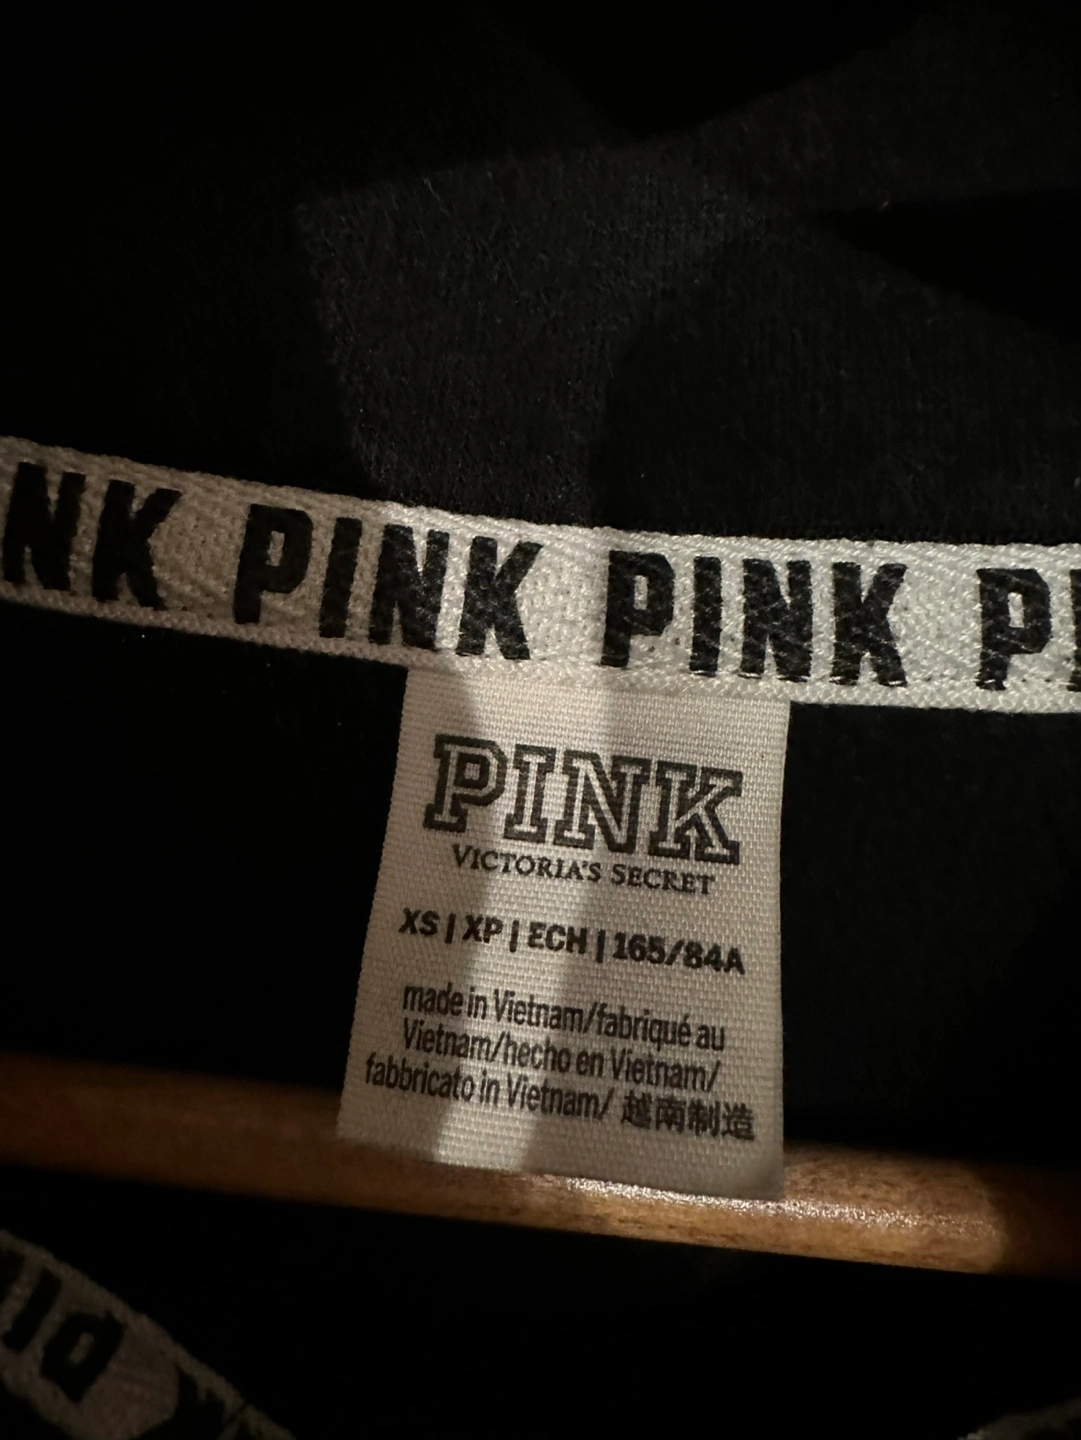 NK PINK PINK PI
PINK
VICTORIA'S SECRET
XS | XP | ECH | 165/84A
made in Vietnam/fabriqué au
Vietnam/hecho en Vietnam/
fabbricato in Vietnam/ 越南制造